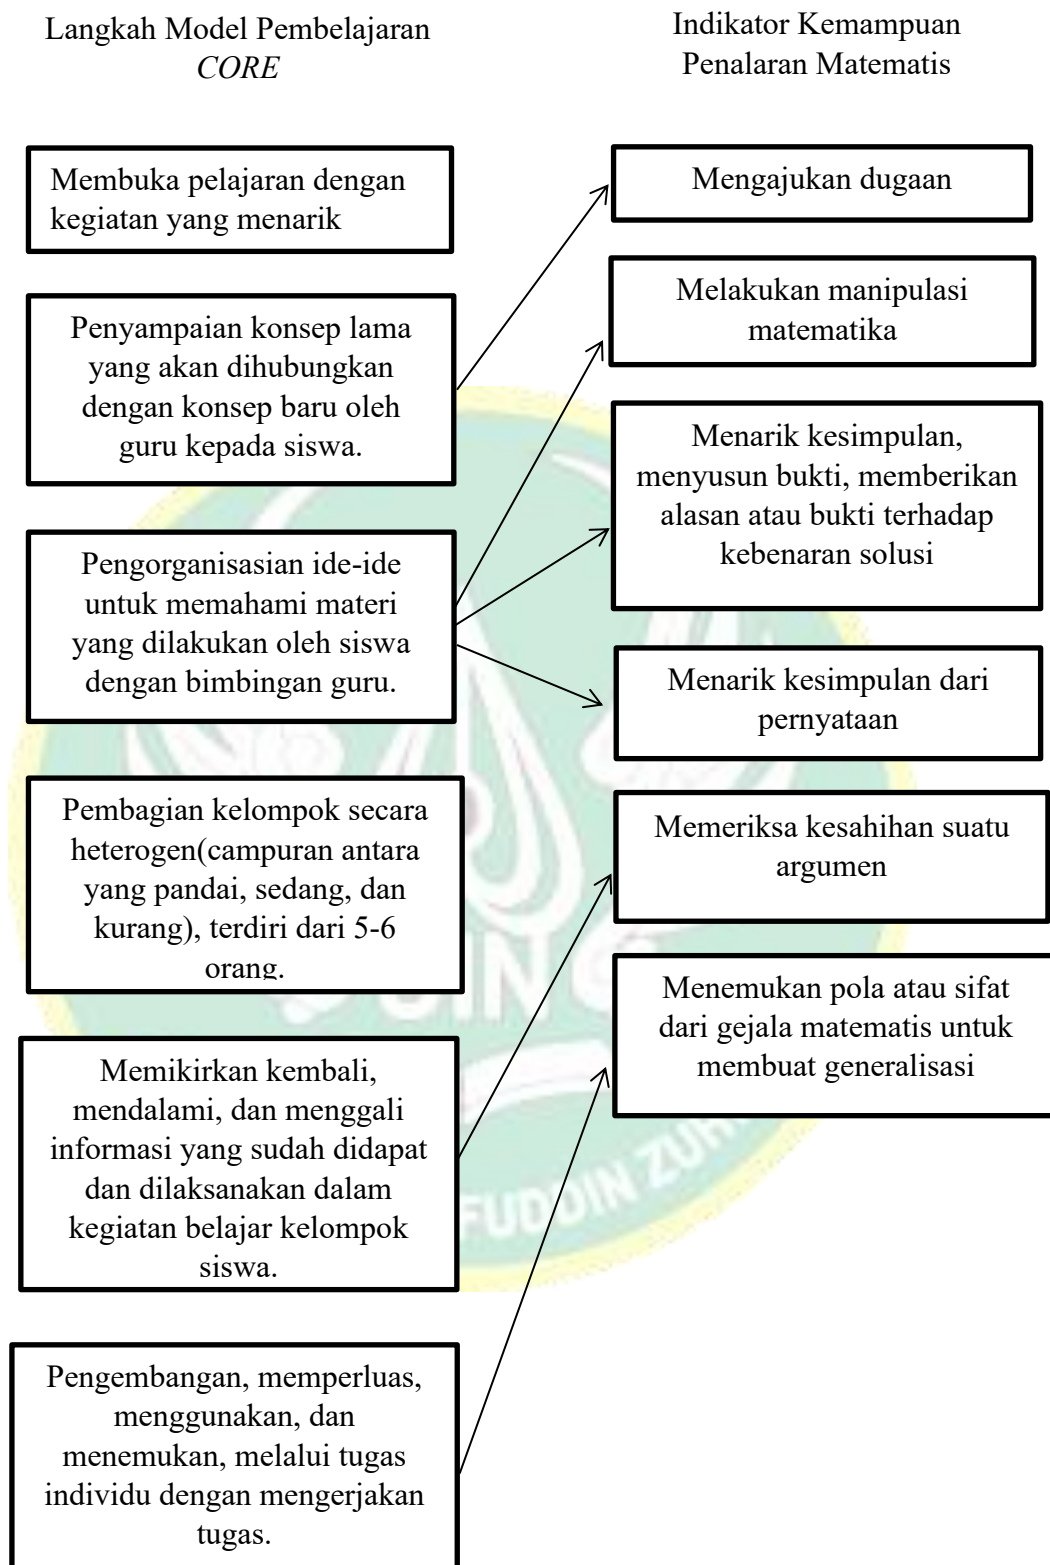 Langkah Model Pembelajaran
CORE
Indikator Kemampuan
Penalaran Matematis
Membuka pelajaran dengan
kegiatan yang menarik
Penyampaian konsep lama
yang akan dihubungkan
dengan konsep baru oleh
guru kepada siswa.
Pengorganisasian ide-ide
untuk memahami materi
yang dilakukan oleh siswa
dengan bimbingan guru.
Pembagian kelompok secara
heterogen(campuran antara
yang pandai, sedang, dan
kurang), terdiri dari 5-6
orang.
Memikirkan kembali,
mendalami, dan menggali
informasi yang sudah didapat
dan dilaksanakan dalam
kegiatan belajar kelompok
siswa.
Pengembangan, memperluas,
menggunakan, dan
menemukan, melalui tugas
individu dengan mengerjakan
tugas.
Mengajukan dugaan
Melakukan manipulasi
matematika
Menarik kesimpulan,
menyusun bukti, memberikan
alasan atau bukti terhadap
kebenaran solusi
Menarik kesimpulan dari
pernyataan
Memeriksa kesahihan suatu
argumen
Menemukan pola atau sifat
dari gejala matematis untuk
membuat generalisasi
UIN